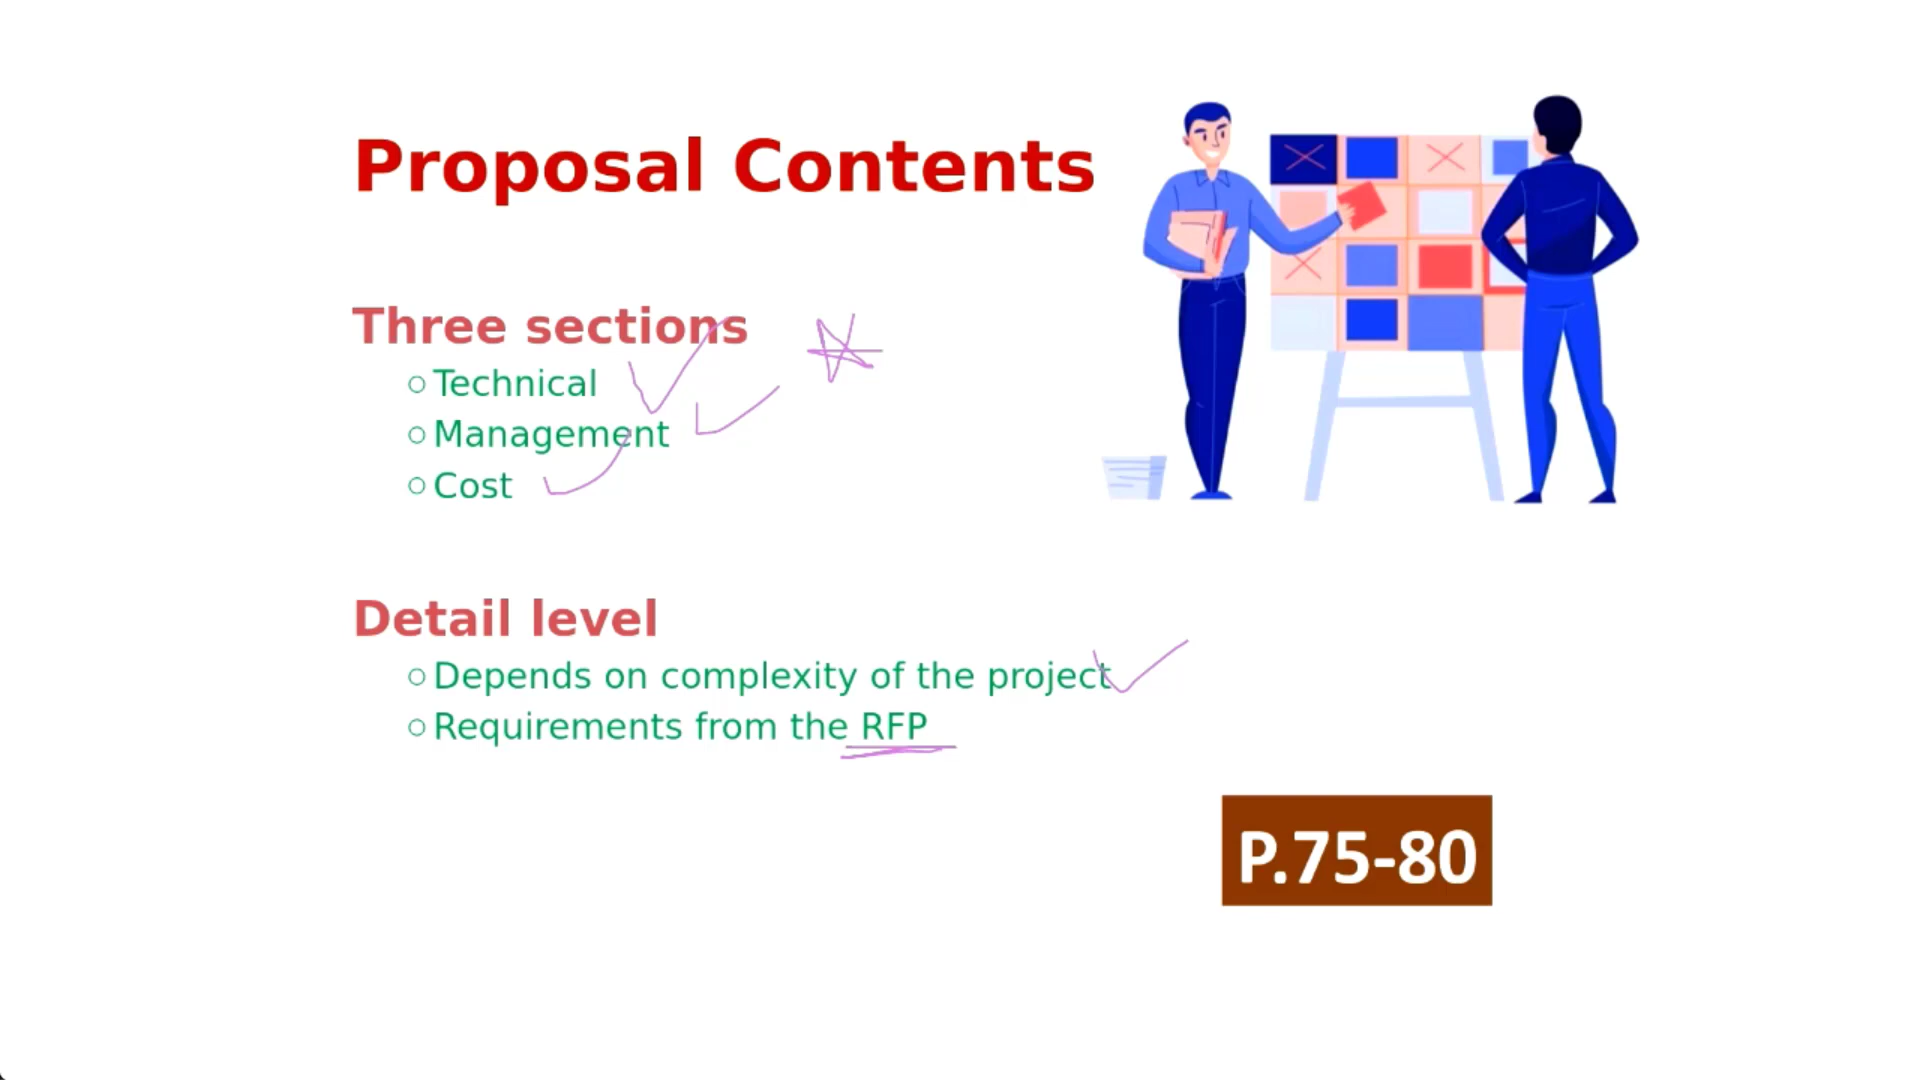 Proposal Contents
Three sections
○ Technical
○ Management
○ Cost
Detail level
○ Depends on complexity of the project
○ Requirements from the RFP
P.75-80